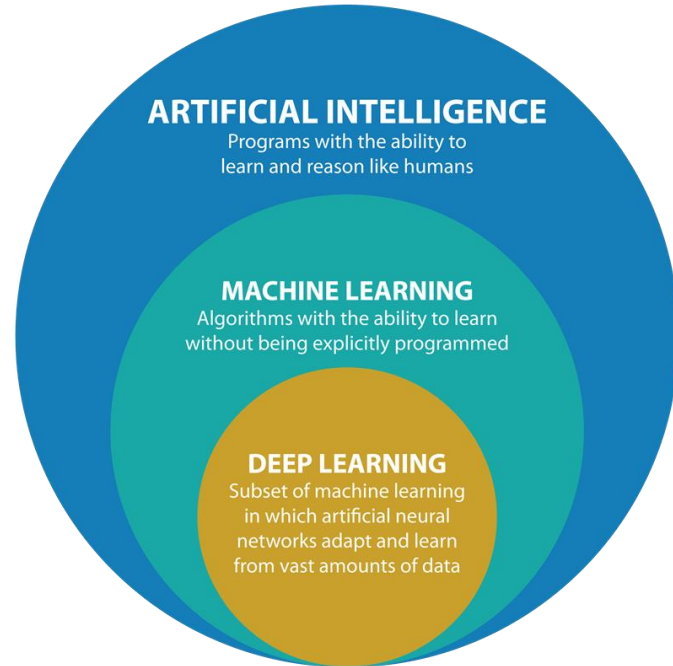 ARTIFICIAL INTELLIGENCE
Programs with the ability to
learn and reason like humans
MACHINE LEARNING
Algorithms with the ability to learn
without being explicitly programmed
DEEP LEARNING
Subset of machine learning
in which artificial neural
networks adapt and learn
from vast amounts of data